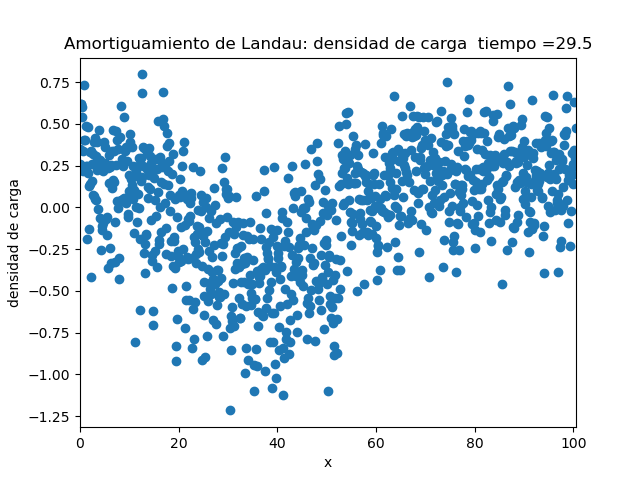 Amortiguamiento de Landau: densidad de carga  tiempo =29.5
densidad de carga
0.75
0.50
0.25
0.00
−0.25
−0.50
−0.75
−1.00
−1.25
0 20 40 60 80 100
x